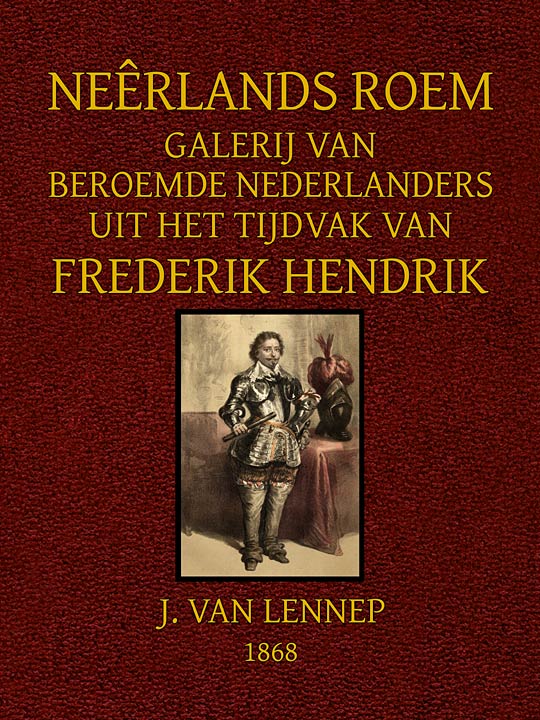 NEÊRLANDS ROEM
GALERIJ VAN
BEROEMDE NEDERLANDERS
UIT HET TIJDVAK VAN
FREDERIK HENDRIK
J. VAN LENNEP
1868